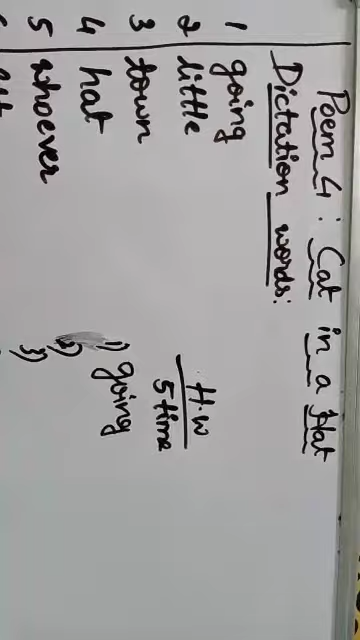 Poem 4: Cat in a Hat
Dictation words:
1 going
2 little
3 town
4 hat
5 whoever
H.W
5 time
1) going
2)
3)